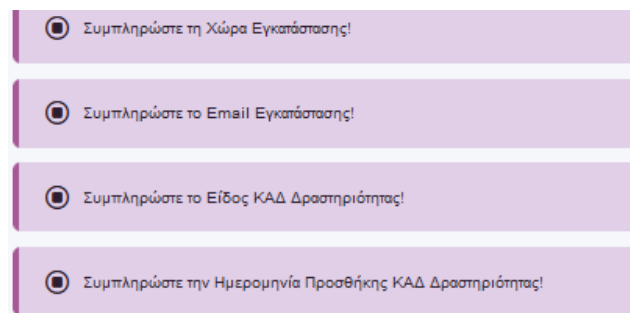 Συμπληρώστε τη Χώρα Εγκατάστασης!
Συμπληρώστε το Email Εγκατάστασης!
Συμπληρώστε το Είδος ΚΑΔ Δραστηριότητας!
Συμπληρώστε την Ημερομηνία Προσθήκης ΚΑΔ Δραστηριότητας!